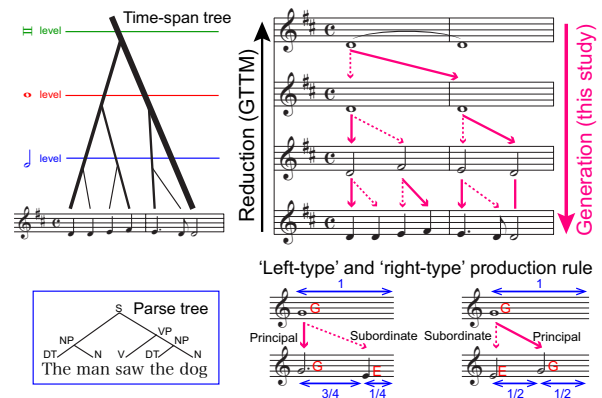 Time-span tree
level
level
level
Reduction (GTTM)
Generation (this study)
'Left-type' and 'right-type' production rule
Parse tree
S
NP
VP
DT
N
V
DT
NP
N
The man saw the dog
1
G
Principal
Subordinate
G
E
3/4
1/4
1
G
Subordinate
Principal
E
G
1/2
1/2